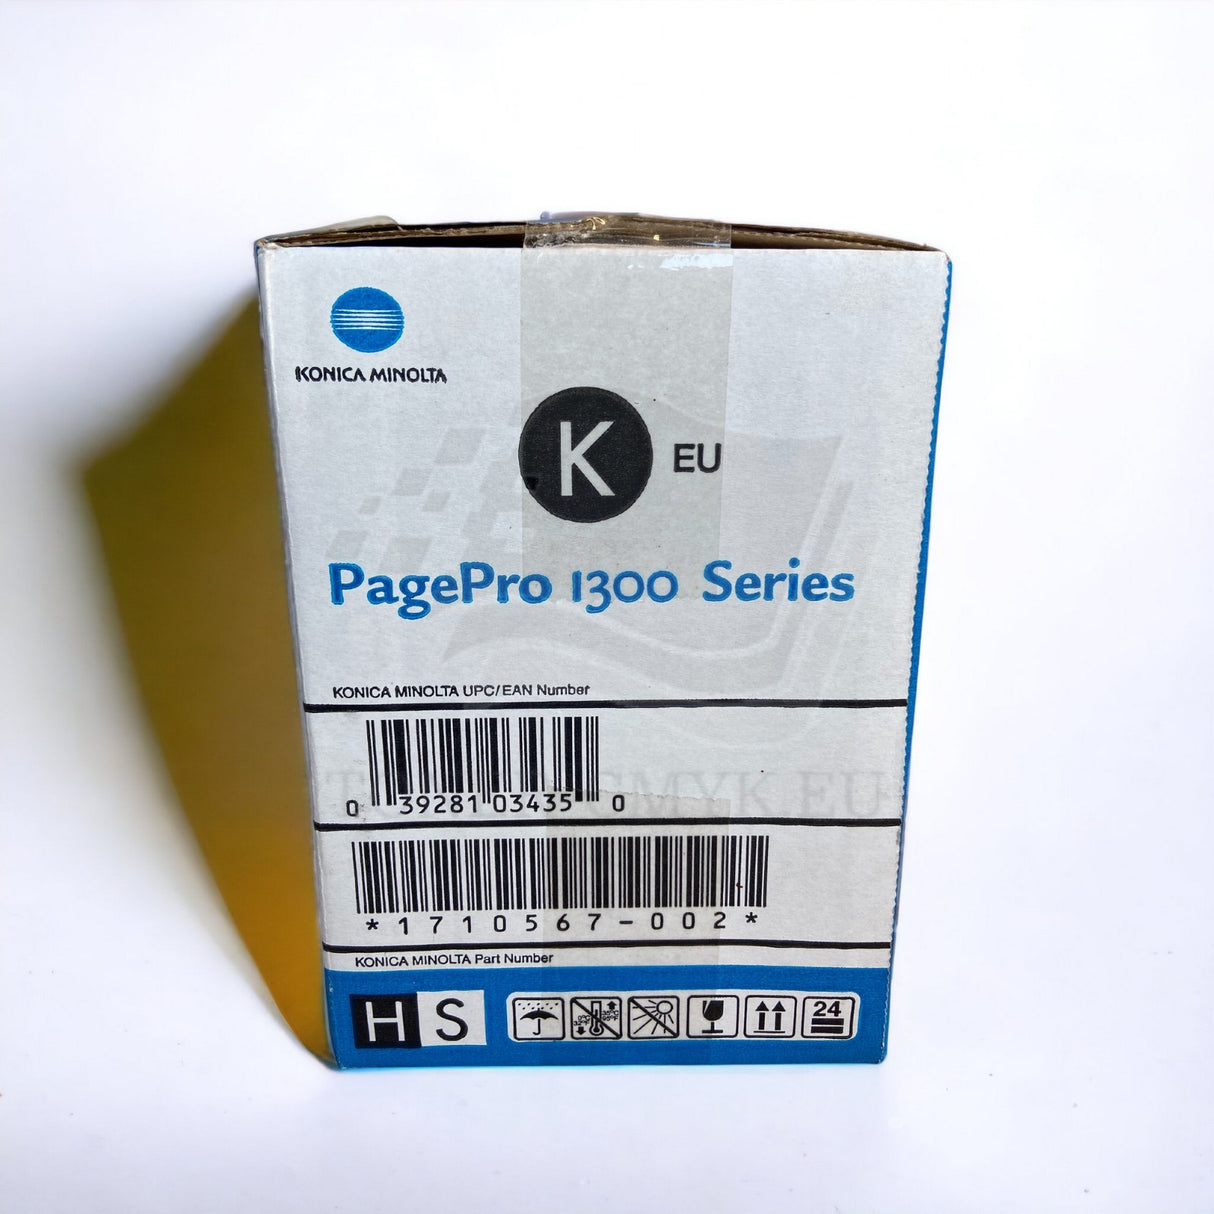 KONICA MINOLTA
K EU
PagePro 1300 Series
KONICA MINOLTA UPC/EAN Number
0 39281 03435 0
*1710567-002*
KONICA MINOLTA Part Number
HS
24